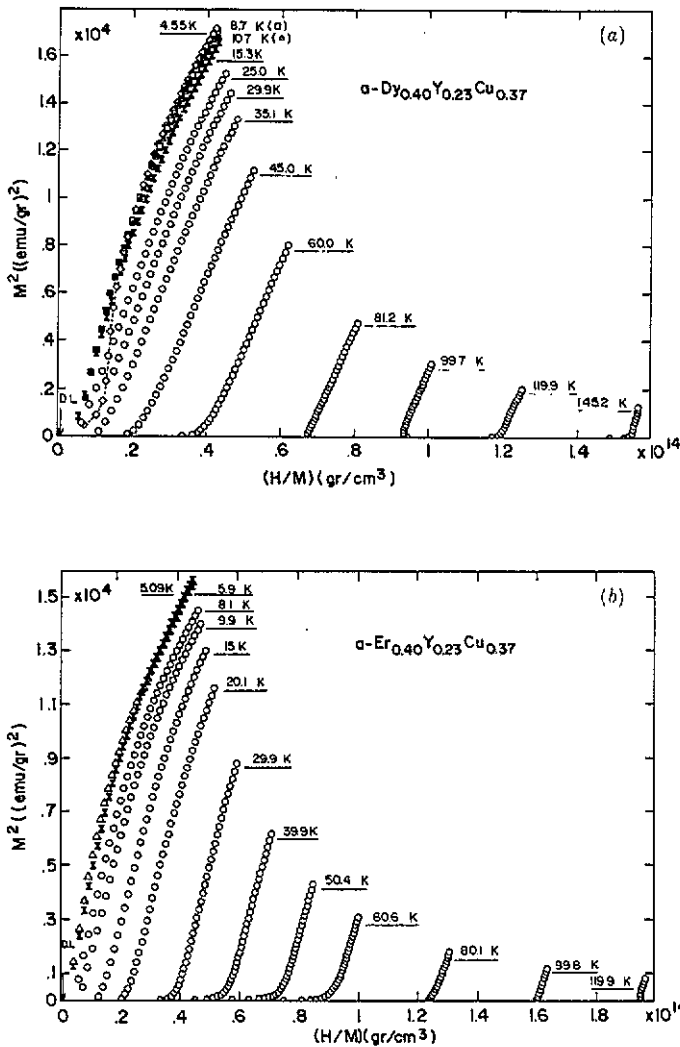 ×10⁴
(a)
a-Dy0.40Y0.23Cu0.37
4.55K
8.7 K(□)
10.7 K(•)
15.3K
25.0 K
29.9K
35.1 K
45.0 K
60.0 K
81.2 K
99.7 K
119.9 K
145.2 K
D.L.
1.6
1.4
1.2
1
.8
.6
.4
.2
0
M² ((emu/gr)²)
0 .2 .4 .6 .8 1 1.2 1.4 ×10¹⁴
(H/M)(gr/cm³)
×10⁴
(b)
a-Er0.40Y0.23Cu0.37
5.09K
5.9 K
8.1 K
9.9 K
15K
20.1 K
29.9 K
39.9K
50.4 K
60.6 K
80.1 K
99.8 K
119.9 K
D.L.
1.5
1.3
1.1
.9
.7
.5
.3
.1
0
M² ((emu/gr)²)
0 .2 .4 .6 .8 1 1.2 1.4 1.6 1.8 ×10¹⁴
(H/M)(gr/cm³)